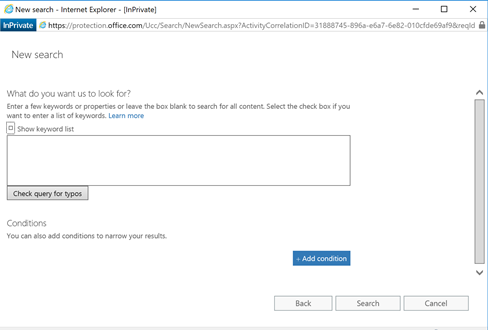 New search - Internet Explorer - [InPrivate]
InPrivate https://protection.office.com/Ucc/Search/NewSearch.aspx?ActivityCorrelationID=31888745-896a-e6a7-6e82-010cfde69af9&reqId
New search
What do you want us to look for?
Enter a few keywords or properties or leave the box blank to search for all content. Select the check box if you
want to enter a list of keywords. Learn more
Show keyword list
Check query for typos
Conditions
You can also add conditions to narrow your results.
+ Add condition
Back Search Cancel